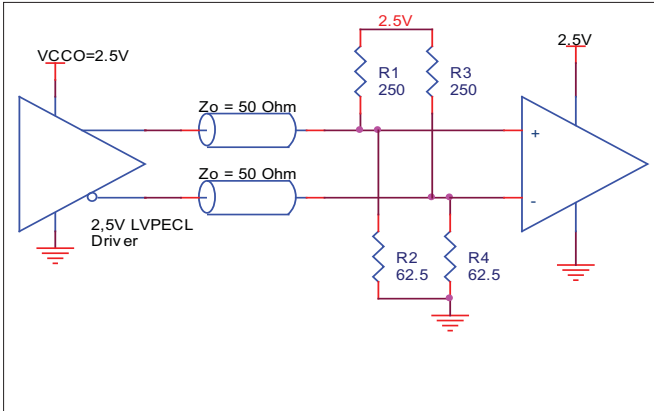 2.5V
VCCO=2.5V
2.5V
R1
250
R3
250
Zo = 50 Ohm
+
Zo = 50 Ohm
-
2,5V LVPECL
Driver
R2
62.5
R4
62.5